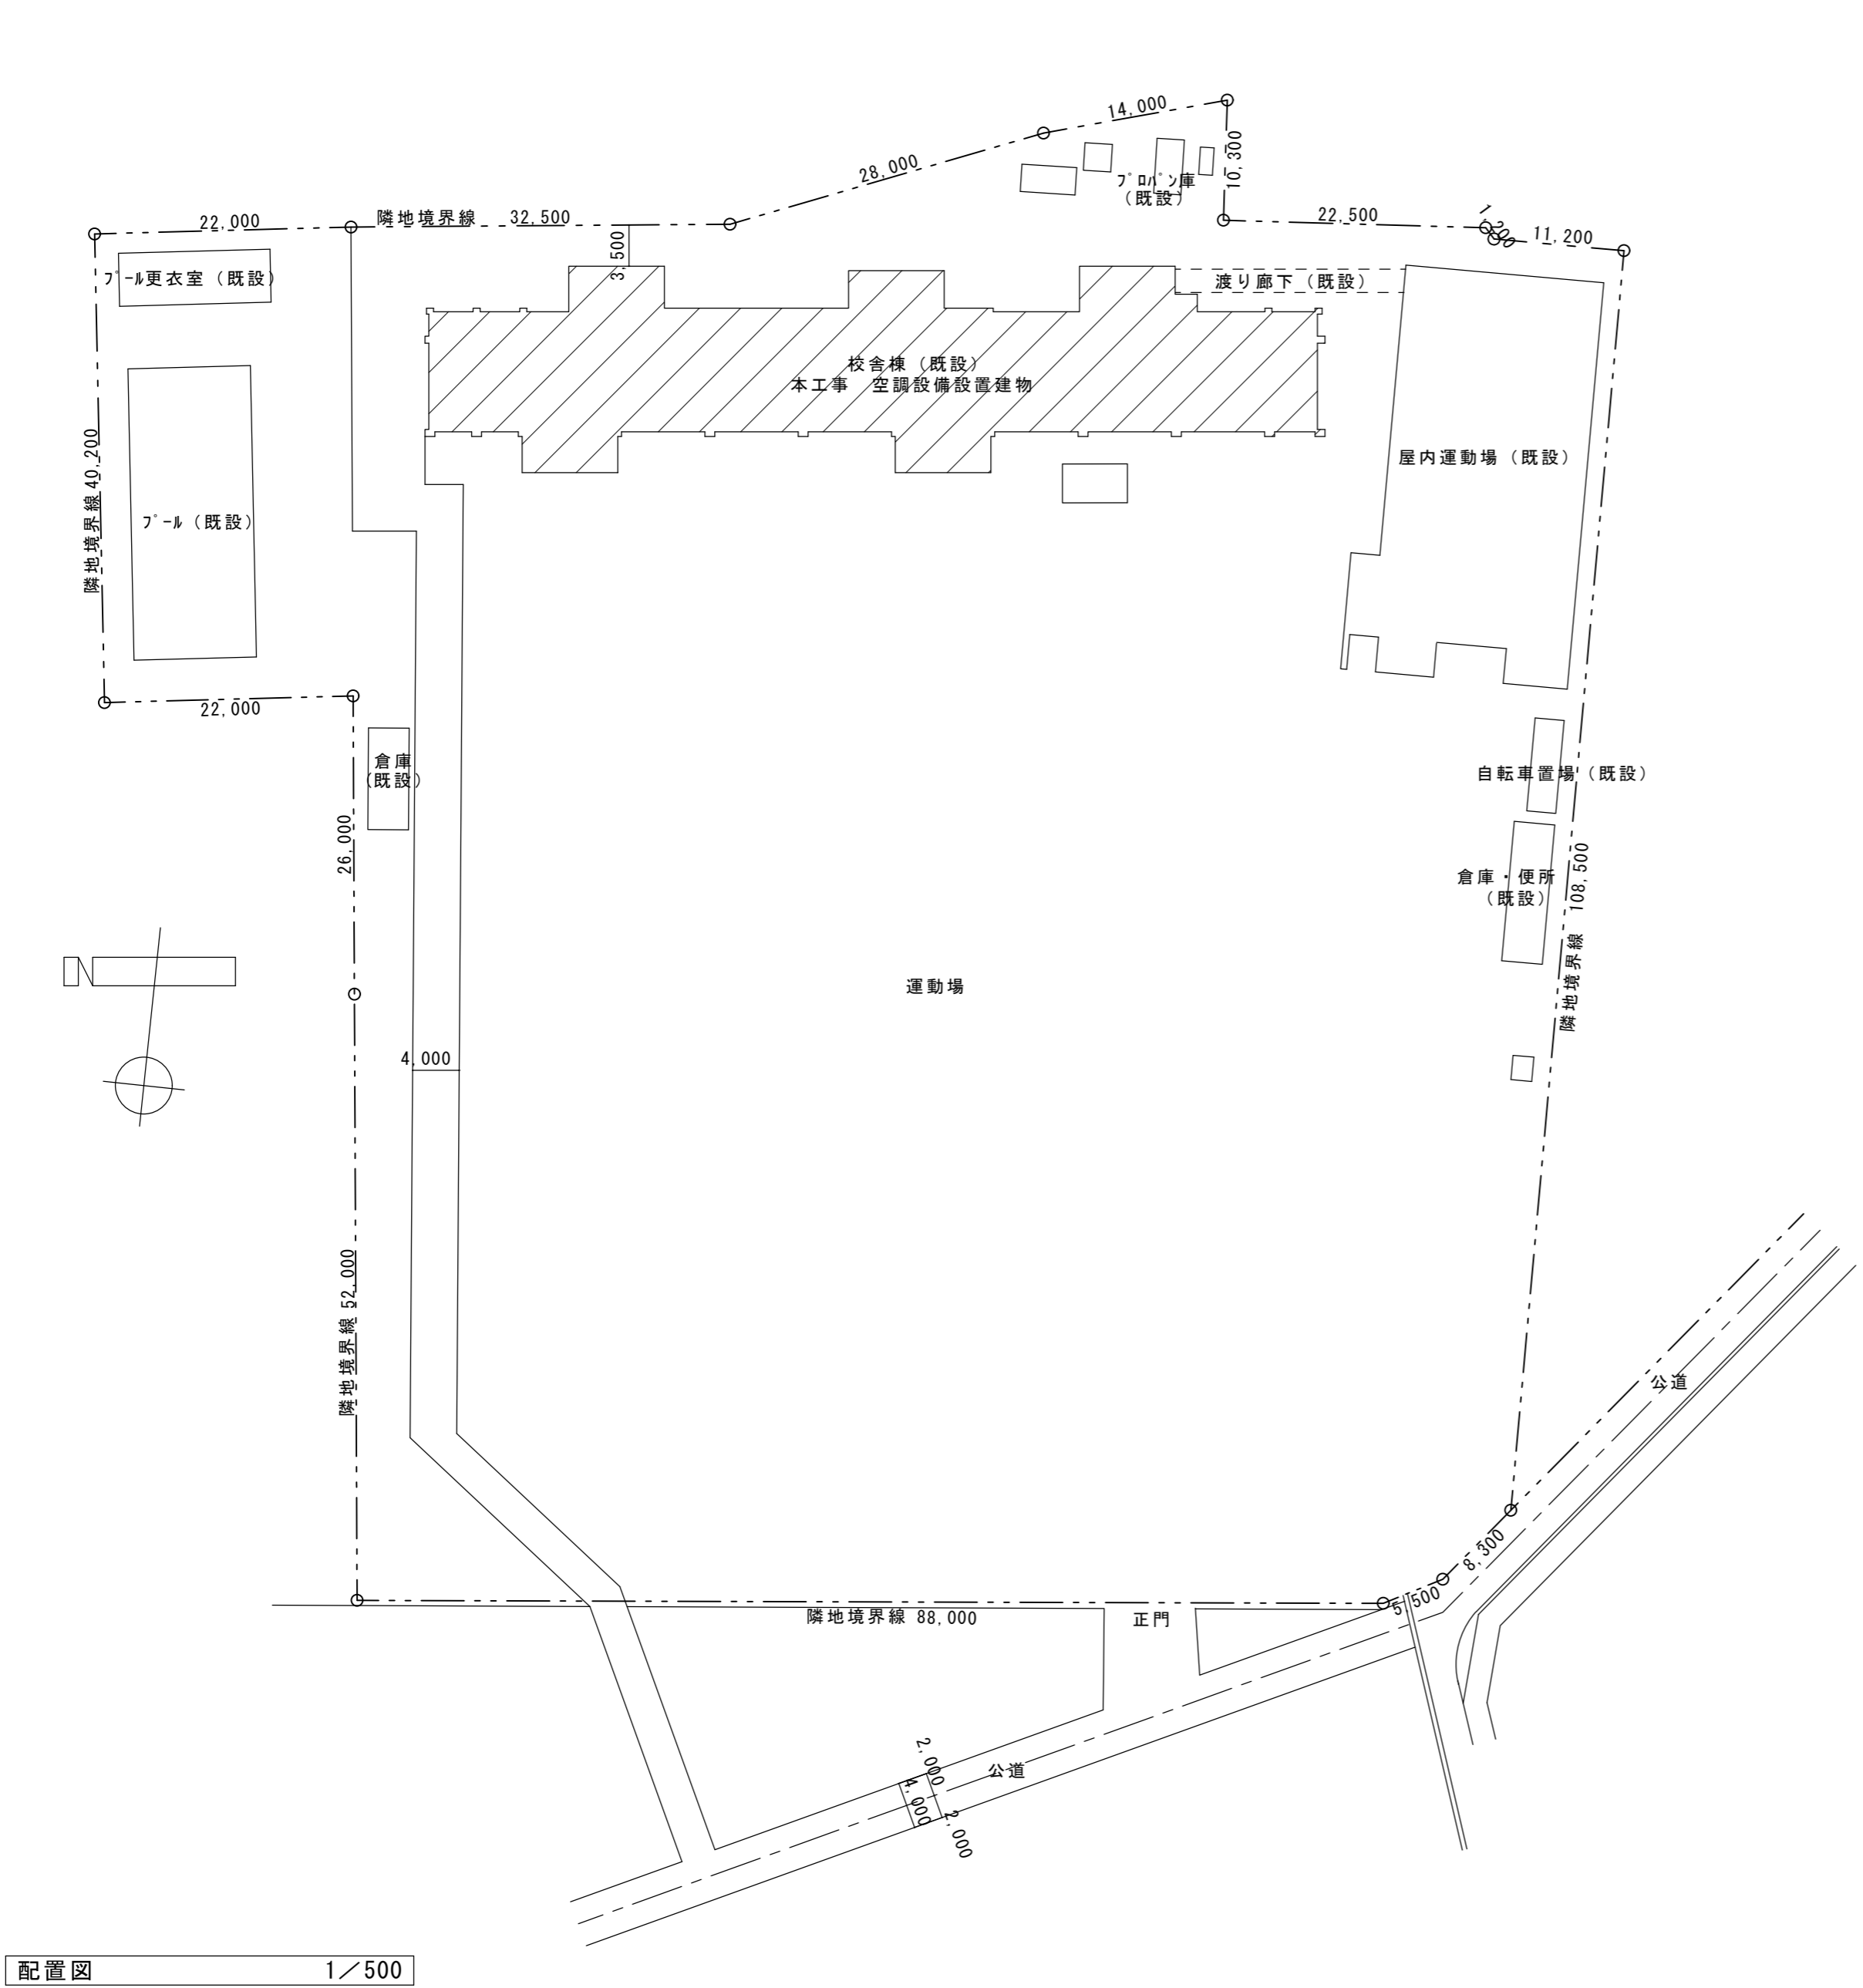 14,000
28,000
10,300
ﾌﾟﾛﾊﾟﾝ庫
(既設)
22,000
隣地境界線 32,500
22,500
1,200
11,200
3,500
ﾌﾟｰﾙ更衣室(既設)
渡り廊下(既設)
校舎棟(既設)
本工事 空調設備設置建物
隣地境界線 40,200
屋内運動場(既設)
ﾌﾟｰﾙ(既設)
22,000
倉庫
(既設)
自転車置場(既設)
26,000
倉庫・便所
(既設)
隣地境界線 108,500
N
運動場
4,000
隣地境界線 52,000
公道
8,300
5,500
隣地境界線 88,000
正門
2,000
4,000
2,000
公道
配置図 1/500